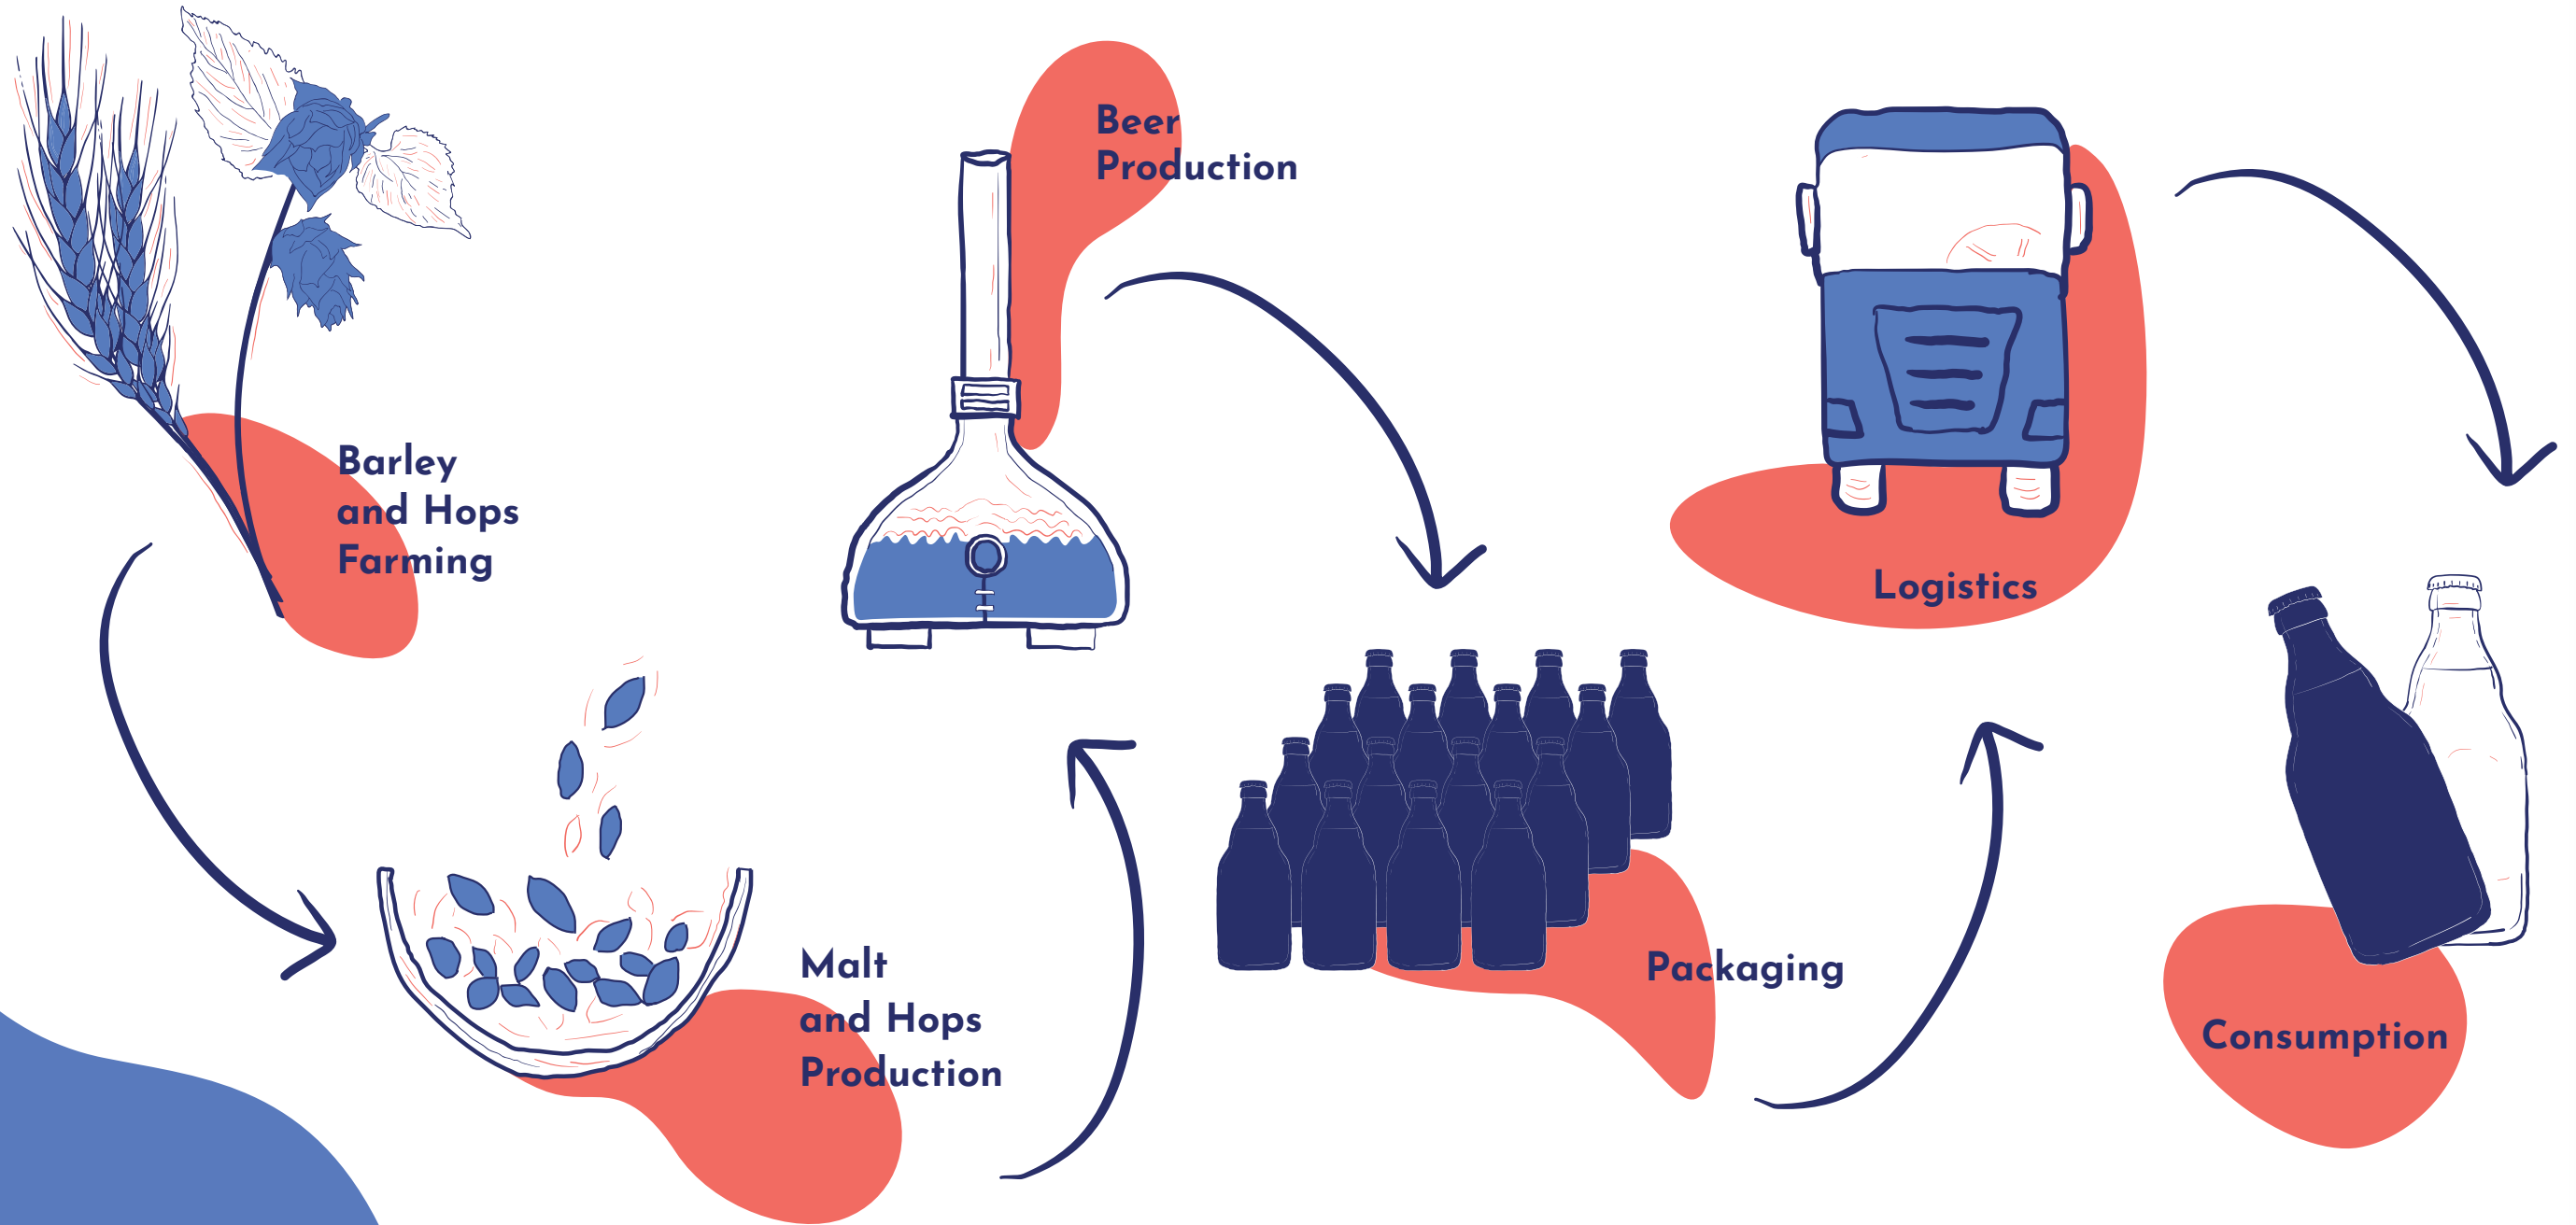 Barley
and Hops
Farming
Malt
and Hops
Production
Beer
Production
Packaging
Logistics
Consumption